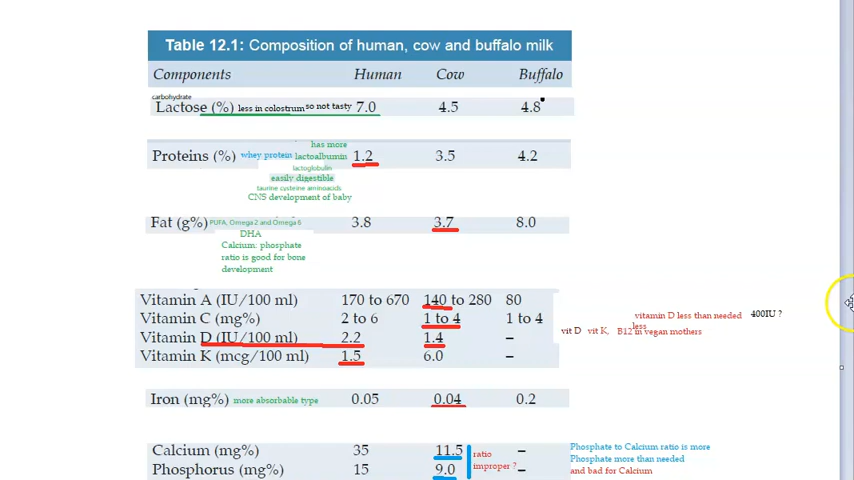 Table 12.1: Composition of human, cow and buffalo milk
Components Human Cow Buffalo
carbohydrate
Lactose (%) less in colostrum so not tasty 7.0 4.5 4.8
has more
Proteins (%) whey protein lactoalbumin 1.2 3.5 4.2
lactoglobulin
easily digestible
taurine custeine aminoacids
CNS development of baby
Fat (g%) PUFA, Omega 2 and Omega 6 3.8 3.7 8.0
DHA
Calcium: phosphate
ratio is good for bone
development
Vitamin A (IU/100 ml) 170 to 670 140 to 280 80
Vitamin C (mg%) 2 to 6 1 to 4 1 to 4
vitamin D less than needed 400IU ?
less
vit D vit K, B12 in vegan mothers
Vitamin D (IU/100 ml) 2.2 1.4 –
Vitamin K (mcg/100 ml) 1.5 6.0 –
Iron (mg%) more absorbable type 0.05 0.04 0.2
Calcium (mg%) 35 11.5 –
Phosphorus (mg%) 15 9.0 –
ratio
improper ?
Phosphate to Calcium ratio is more
Phosphate more than needed
and bad for Calcium